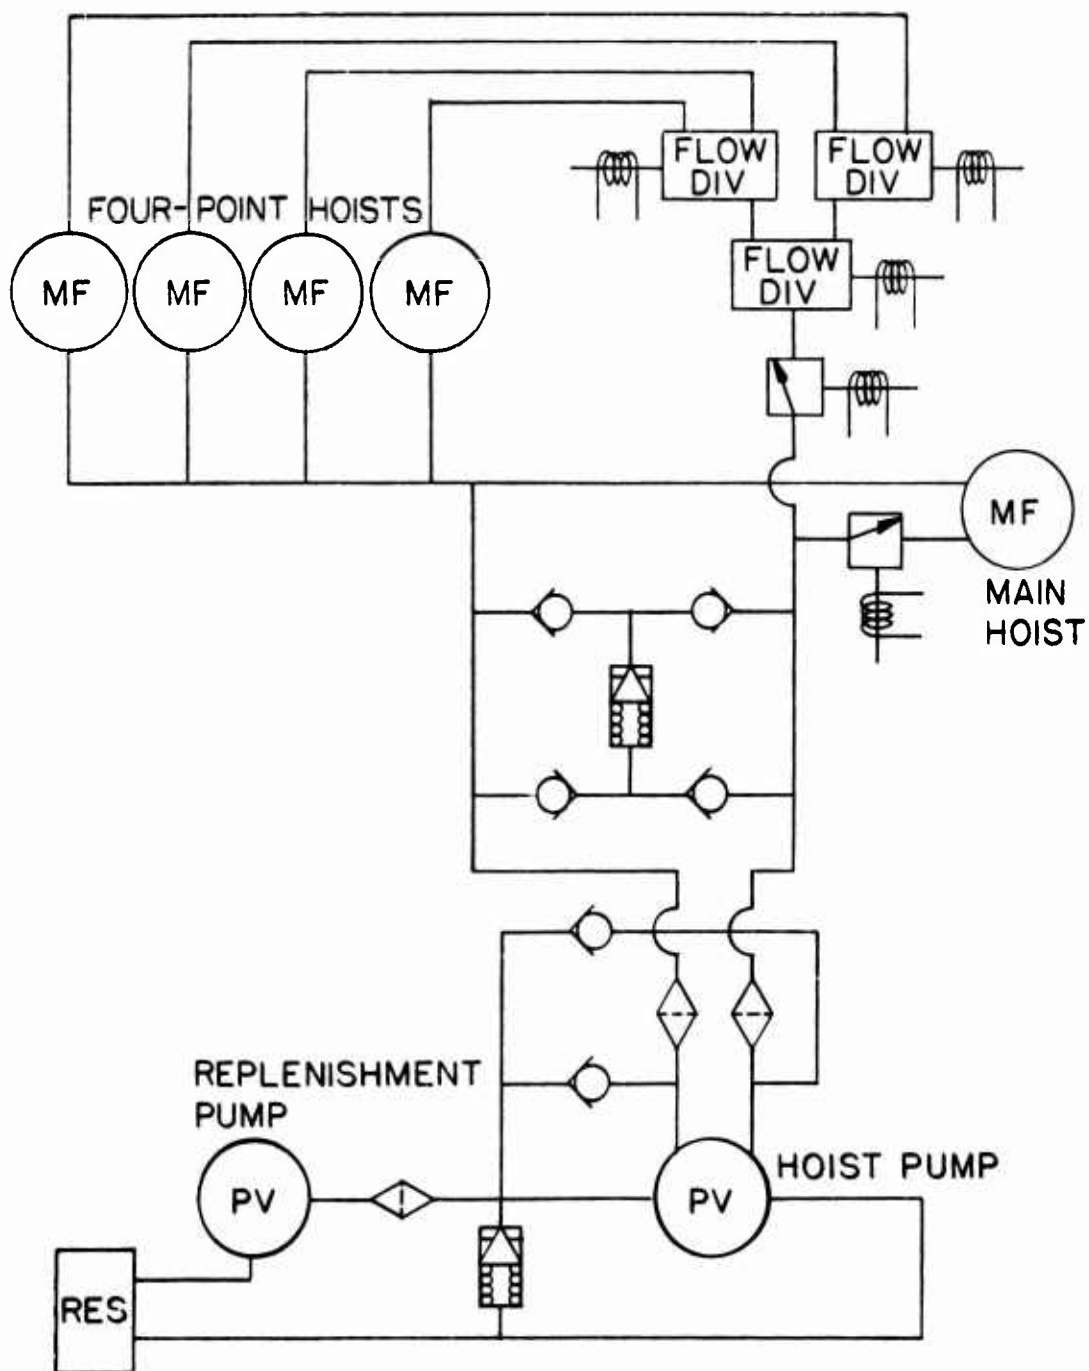 FLOW
DIV
FLOW
DIV
FOUR-POINT HOISTS
FLOW
DIV
MF
MF
MF
MF
MF
MAIN
HOIST
REPLENISHMENT
PUMP
HOIST PUMP
PV
PV
RES